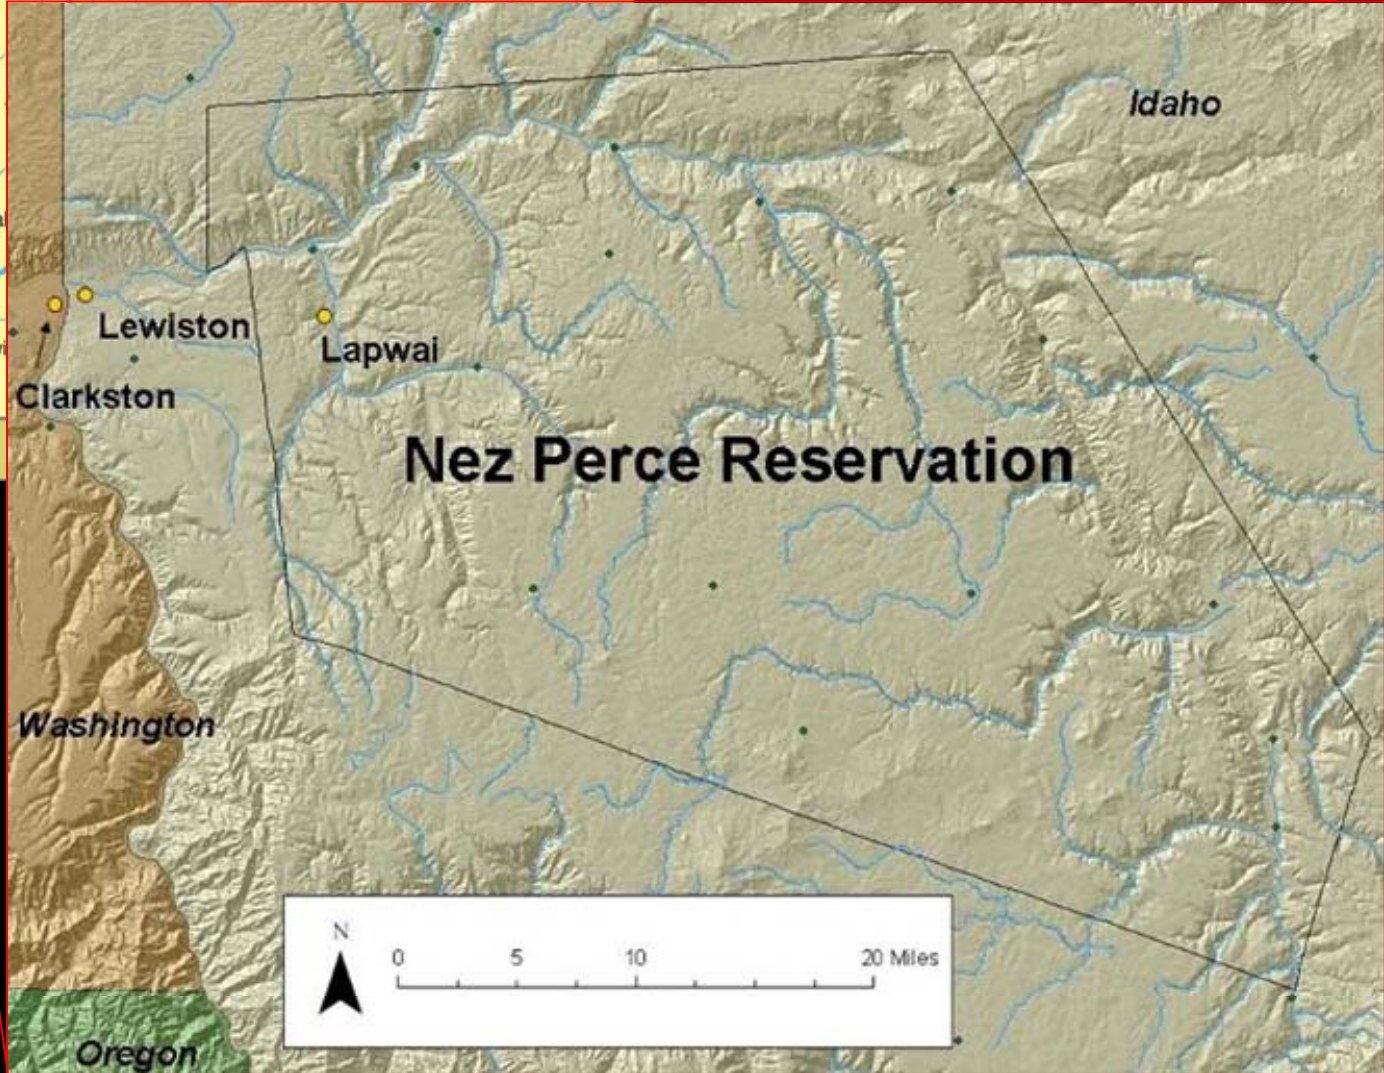 Idaho
Lewiston
Lapwai
Clarkston
Nez Perce Reservation
Washington
N
0 5 10 20 Miles
Oregon